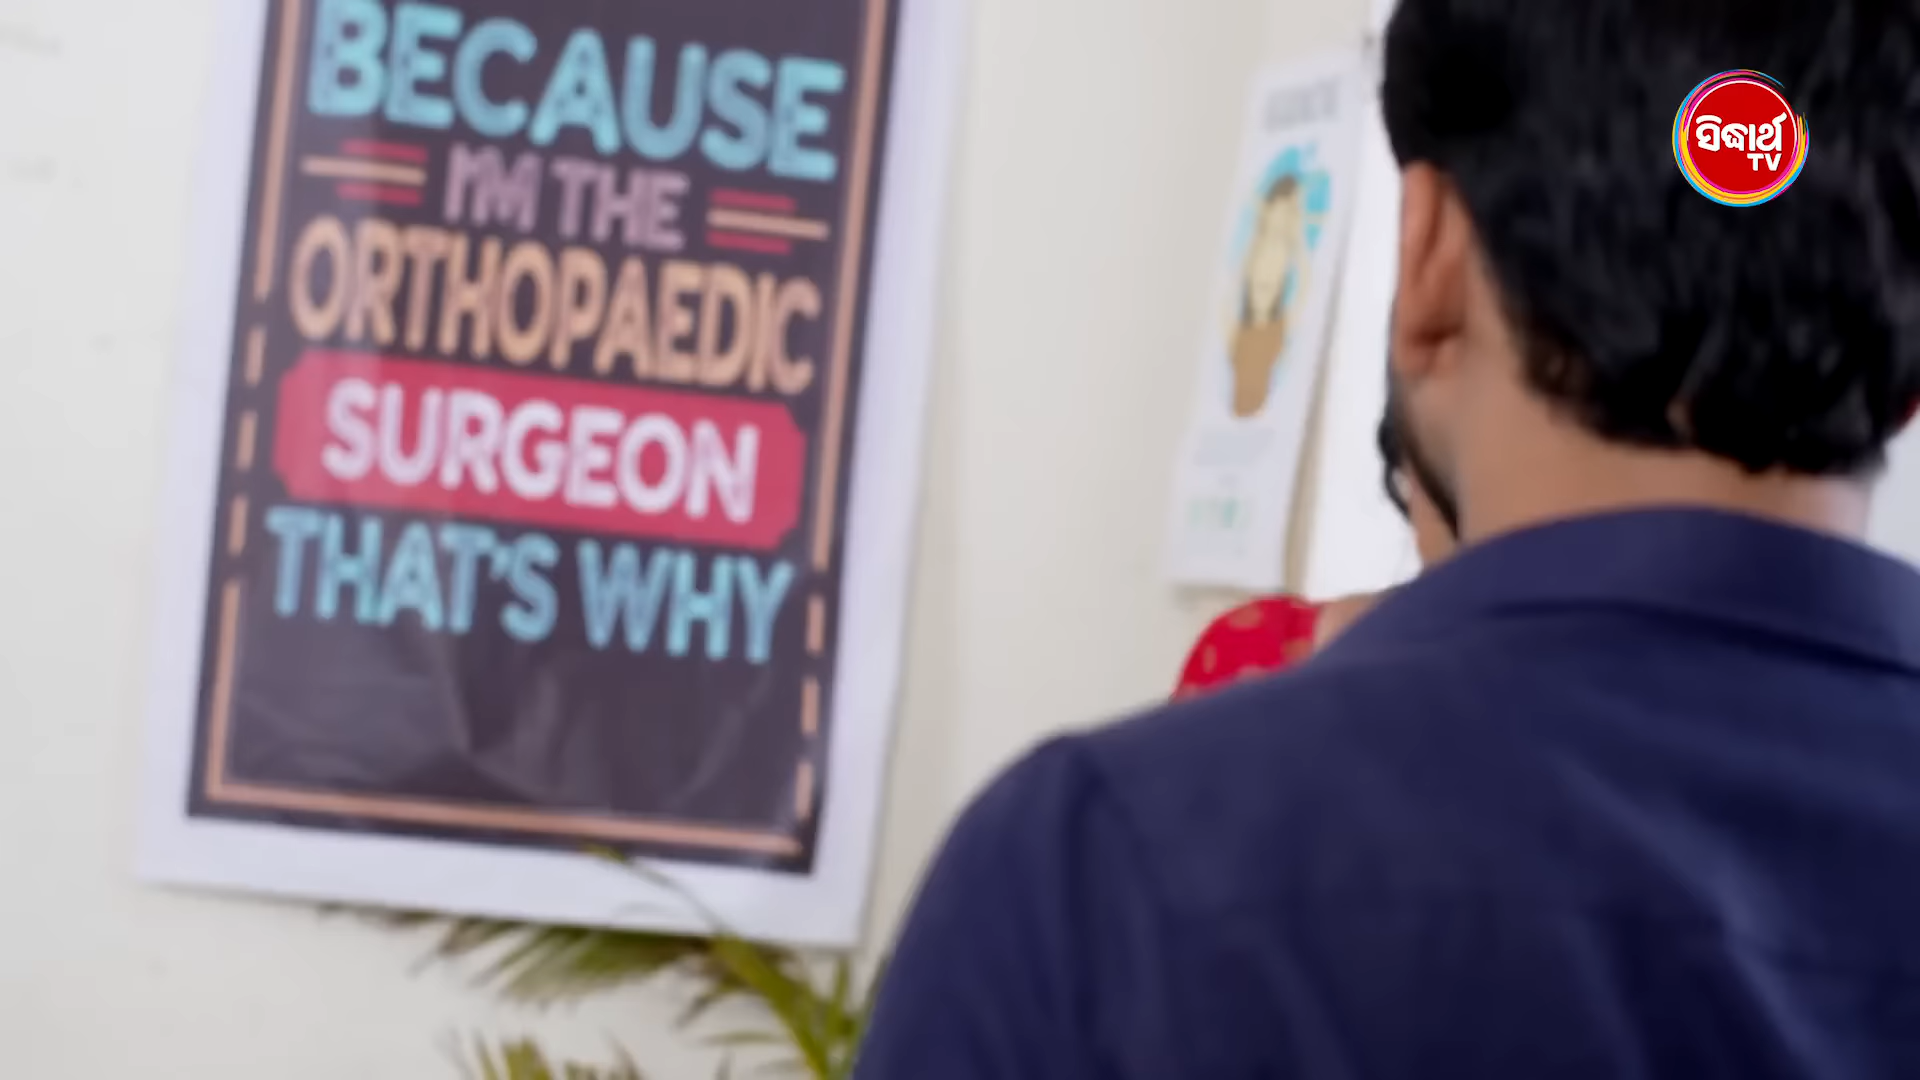 BECAUSE
I'M THE
ORTHOPAEDIC
SURGEON
THAT'S WHY
ସିଦ୍ଧାର୍ଥ
TV